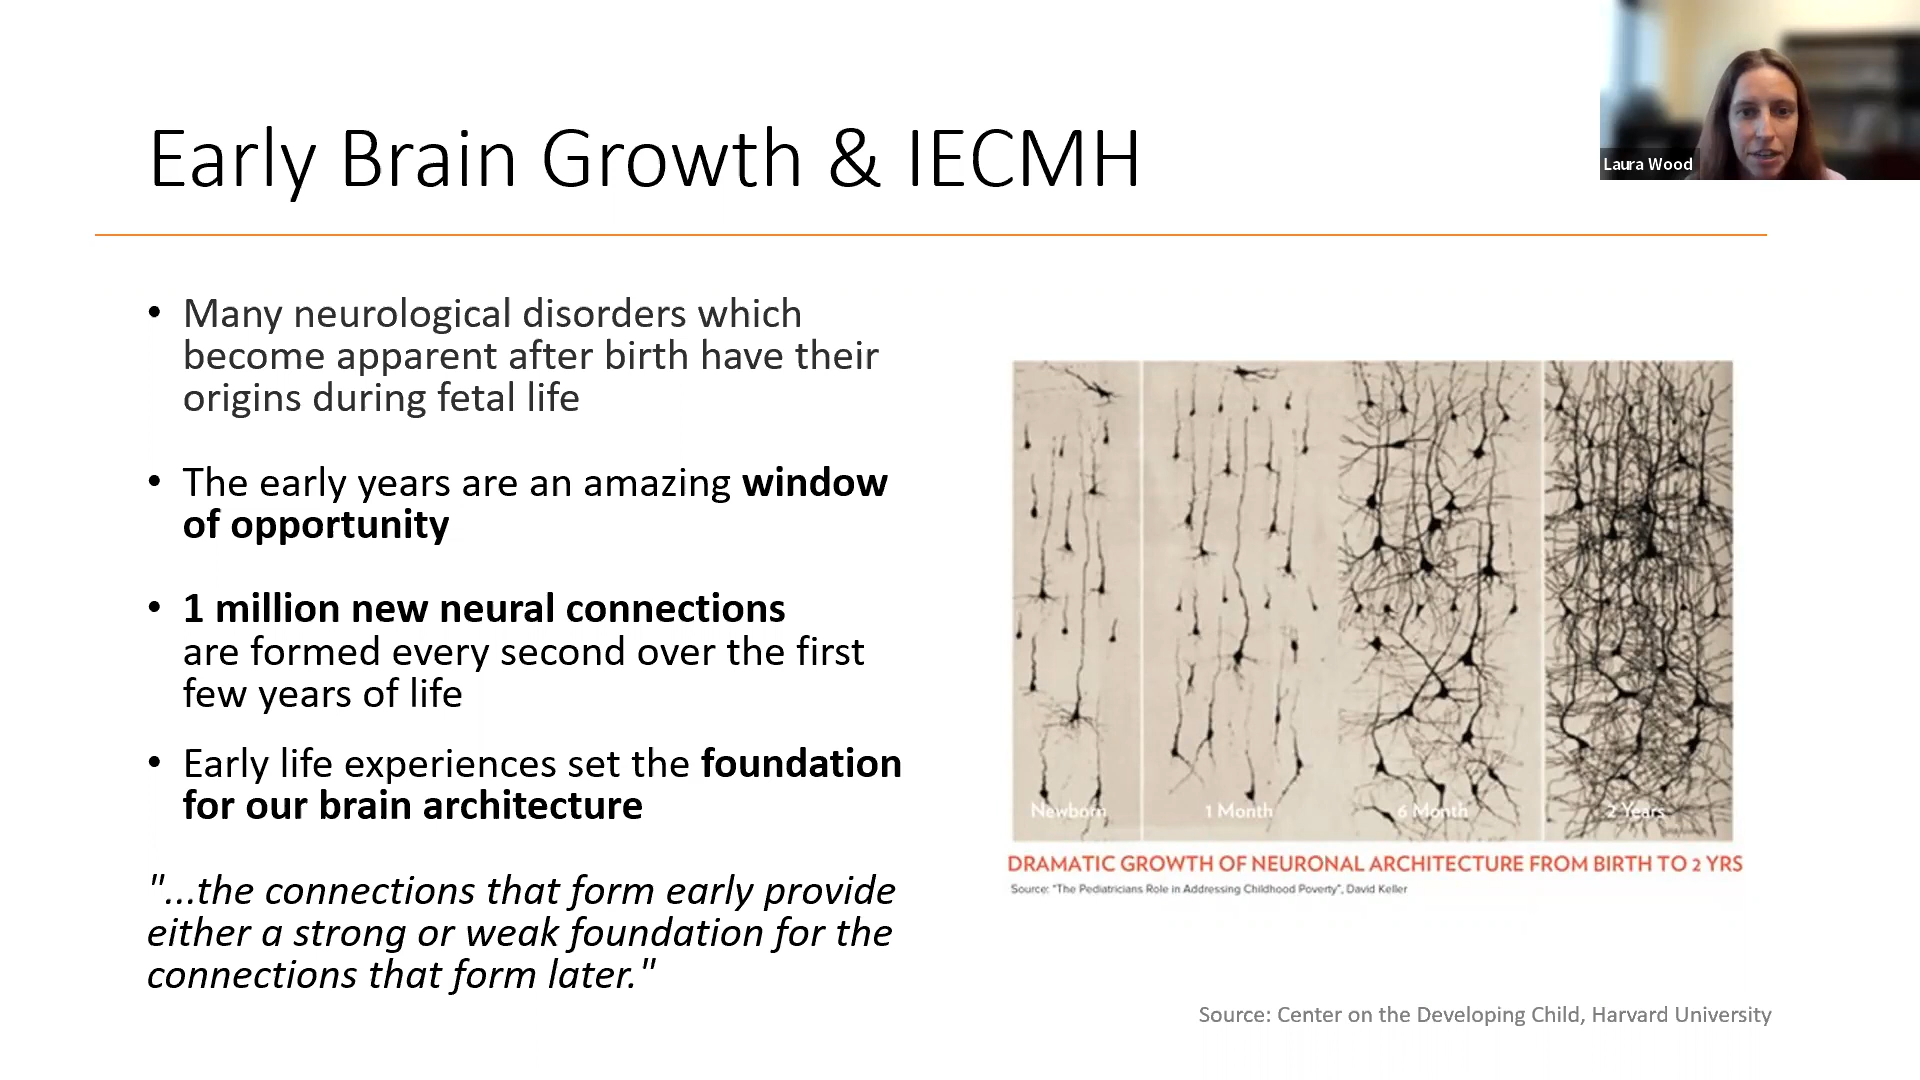 Early Brain Growth & IECMH
Laura Wood
• Many neurological disorders which
become apparent after birth have their
origins during fetal life
• The early years are an amazing window
of opportunity
• 1 million new neural connections
are formed every second over the first
few years of life
• Early life experiences set the foundation
for our brain architecture
"...the connections that form early provide
either a strong or weak foundation for the
connections that form later."
Newborn
1 Month
6 Month
2 Years
DRAMATIC GROWTH OF NEURONAL ARCHITECTURE FROM BIRTH TO 2 YRS
Source: "The Pediatricians Role in Addressing Childhood Poverty", David Keller
Source: Center on the Developing Child, Harvard University